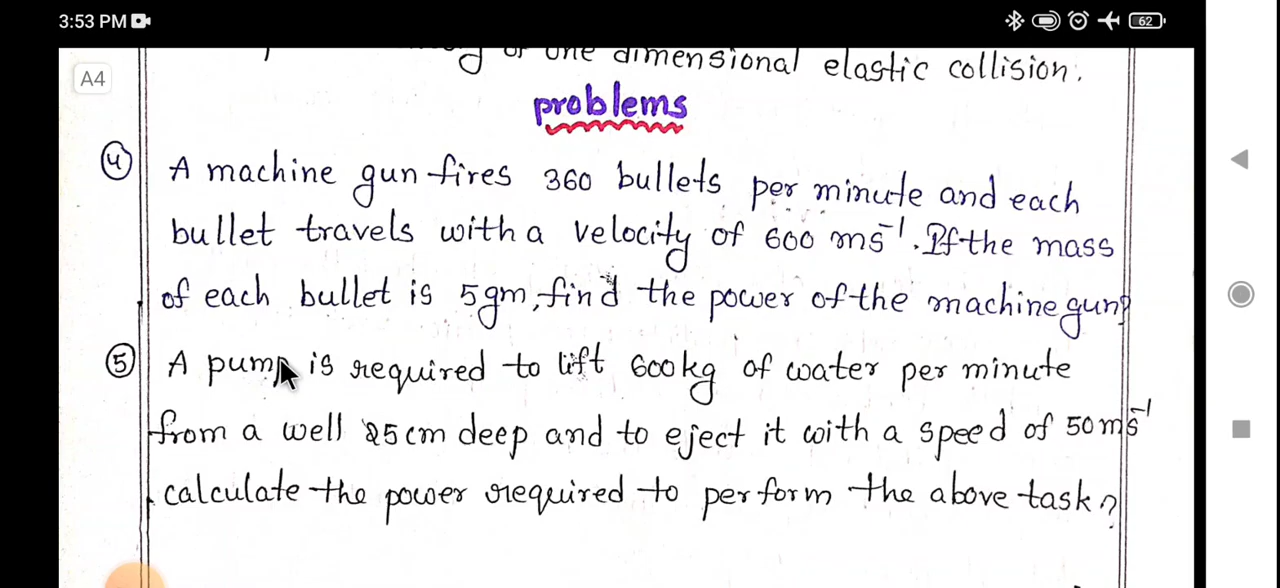 3:53 PM
62
A4
of one dimensional elastic collision.
problems
4 A machine gun fires 360 bullets per minute and each
bullet travels with a velocity of 600 ms⁻¹. If the mass
of each bullet is 5gm, find the power of the machine gun?
5 A pump is required to lift 600kg of water per minute
from a well 25cm deep and to eject it with a speed of 50ms⁻¹
calculate the power required to perform the above task?